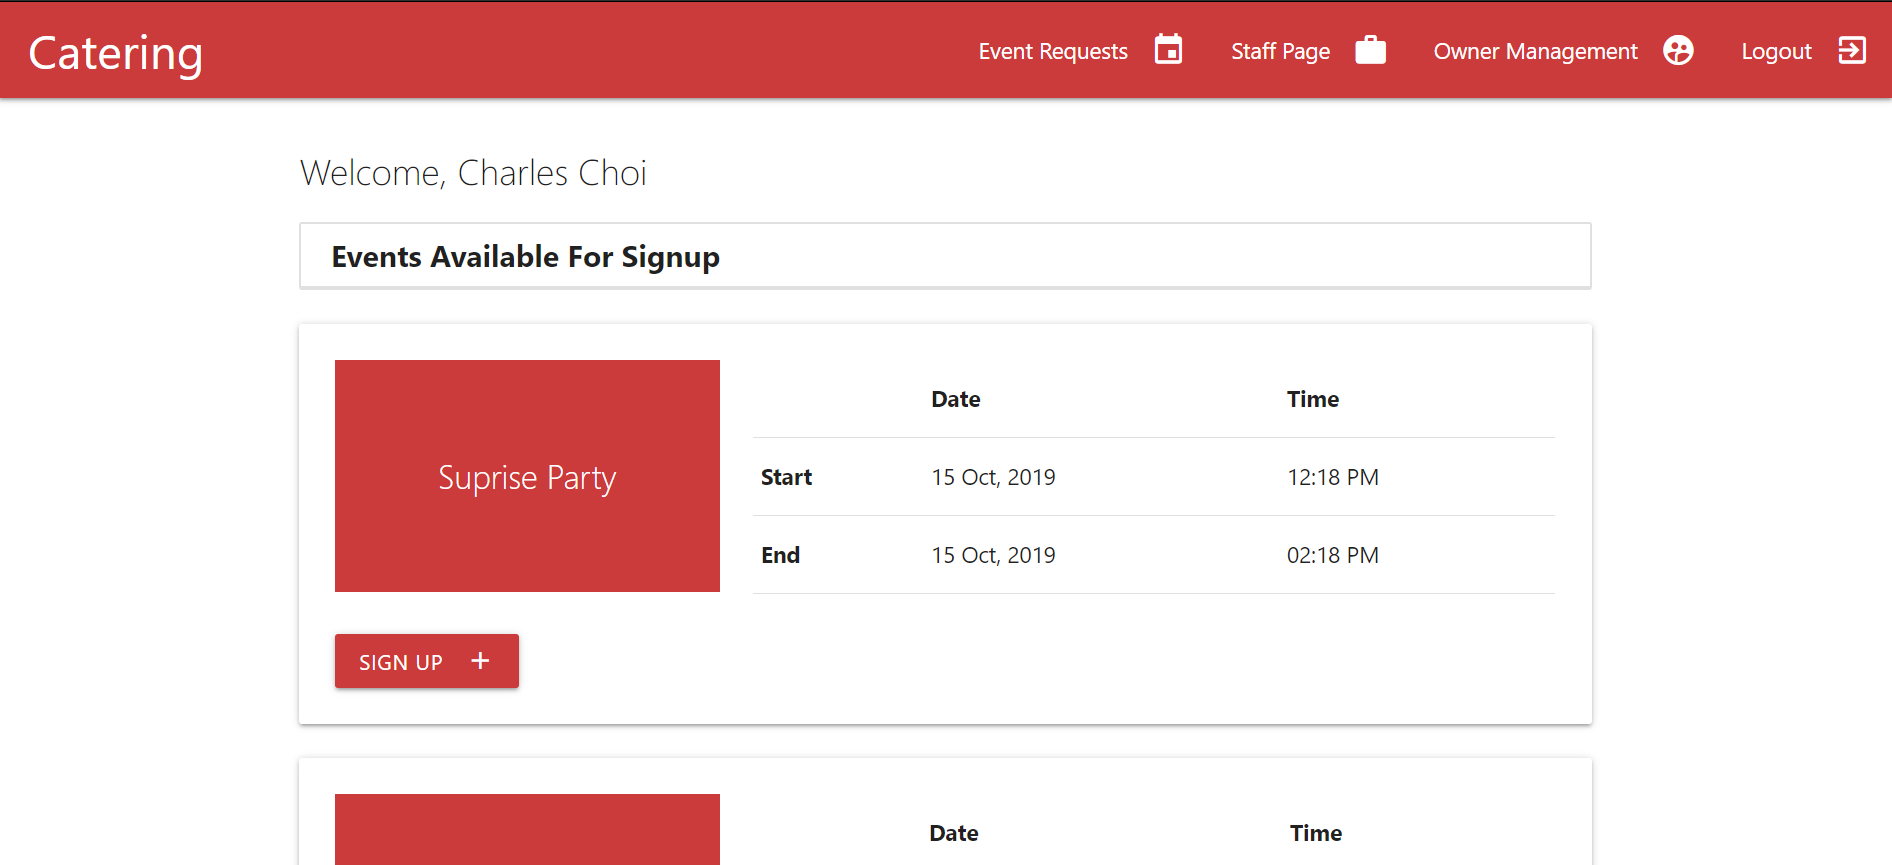 Catering
Event Requests Staff Page Owner Management Logout
Welcome, Charles Choi
Events Available For Signup
Date Time
Suprise Party
Start 15 Oct, 2019 12:18 PM
End 15 Oct, 2019 02:18 PM
SIGN UP +
Date Time